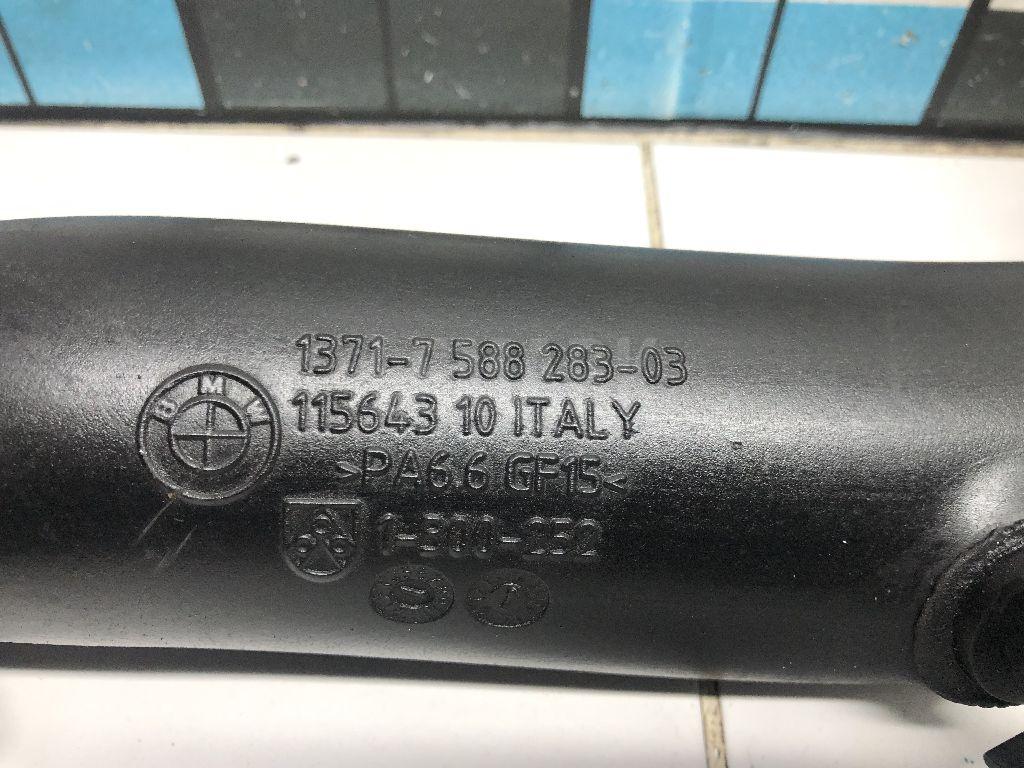 BMW
1371-7 588 283-03
115643 10 ITALY
>PA6.6 GF15<